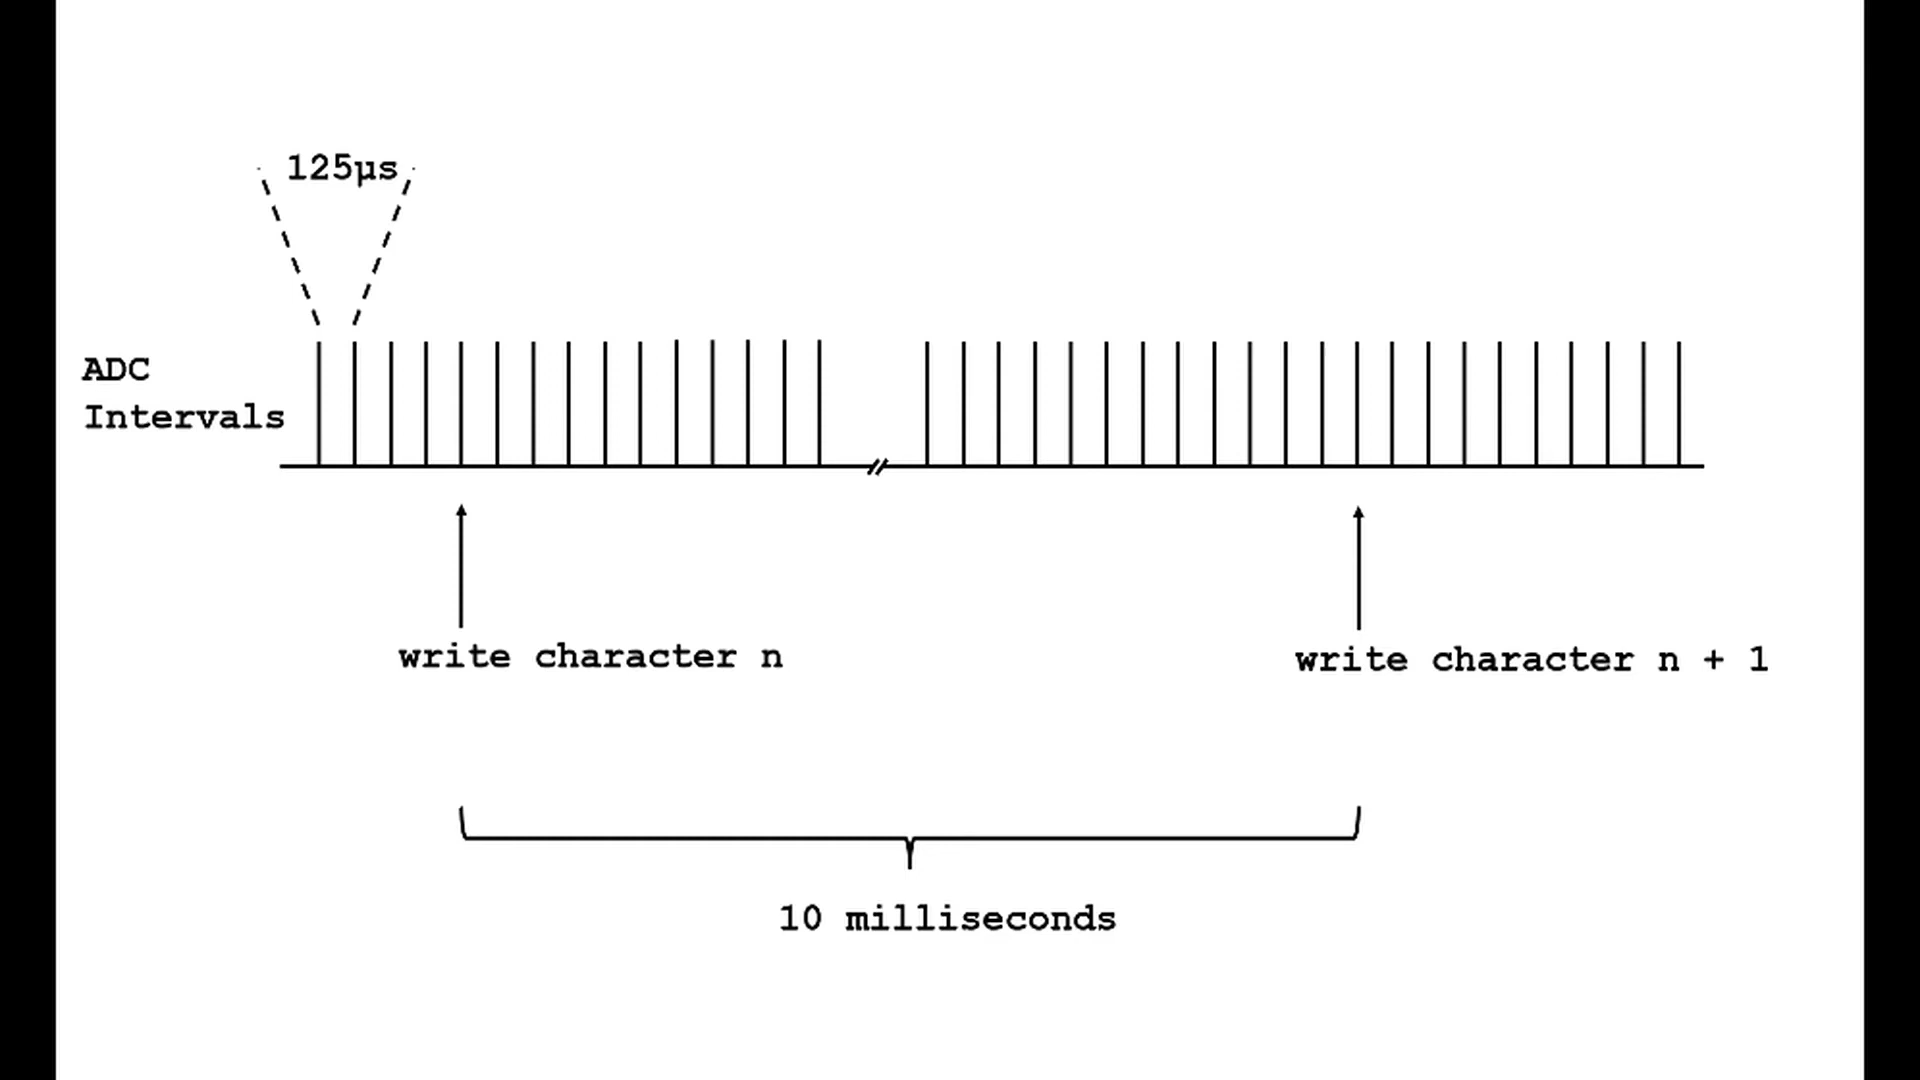 125µs
ADC
Intervals
write character n
write character n + 1
10 milliseconds